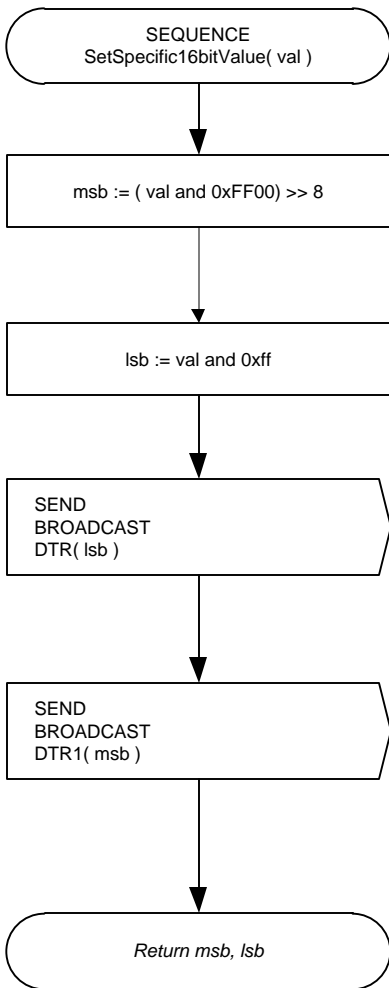 SEQUENCE
SetSpecific16bitValue( val )
msb := ( val and 0xFF00) >> 8
lsb := val and 0xff
SEND
BROADCAST
DTR( lsb )
SEND
BROADCAST
DTR1( msb )
Return msb, lsb